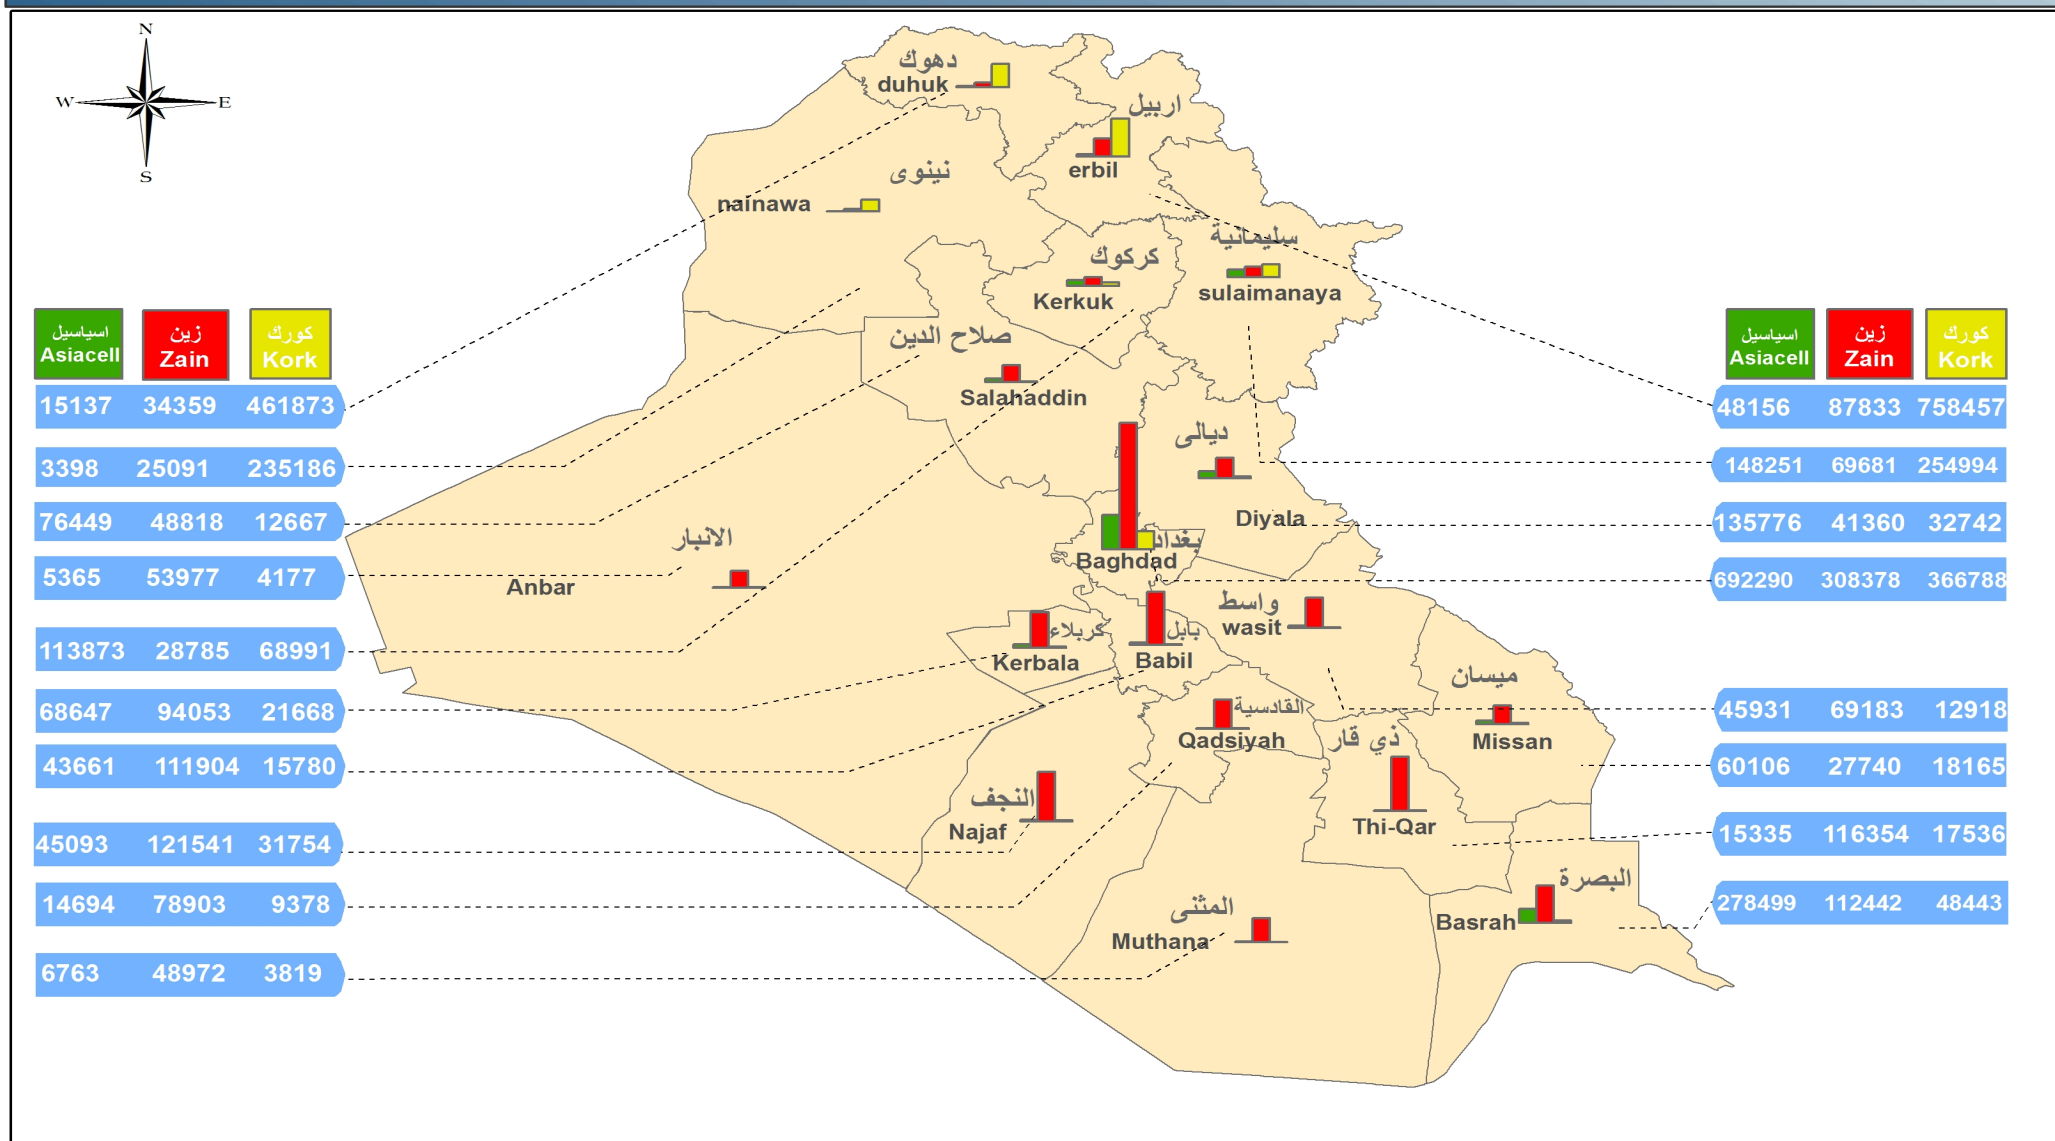 N
W E
S
دهوك
duhuk
اربيل
erbil
نينوى
nainawa
سليمانية
sulaimanaya
كركوك
Kerkuk
صلاح الدين
Salahaddin
ديالى
Diyala
بغداد
Baghdad
الانبار
Anbar
واسط
wasit
كربلاء
Kerbala
بابل
Babil
ميسان
Missan
القادسية
Qadsiyah
ذي قار
Thi-Qar
النجف
Najaf
المثنى
Muthana
البصرة
Basrah
اسياسيل زين كورك
Asiacell Zain Kork
15137 34359 461873
3398 25091 235186
76449 48818 12667
5365 53977 4177
113873 28785 68991
68647 94053 21668
43661 111904 15780
45093 121541 31754
14694 78903 9378
6763 48972 3819
اسياسيل زين كورك
Asiacell Zain Kork
48156 87833 758457
148251 69681 254994
135776 41360 32742
692290 308378 366788
45931 69183 12918
60106 27740 18165
15335 116354 17536
278499 112442 48443